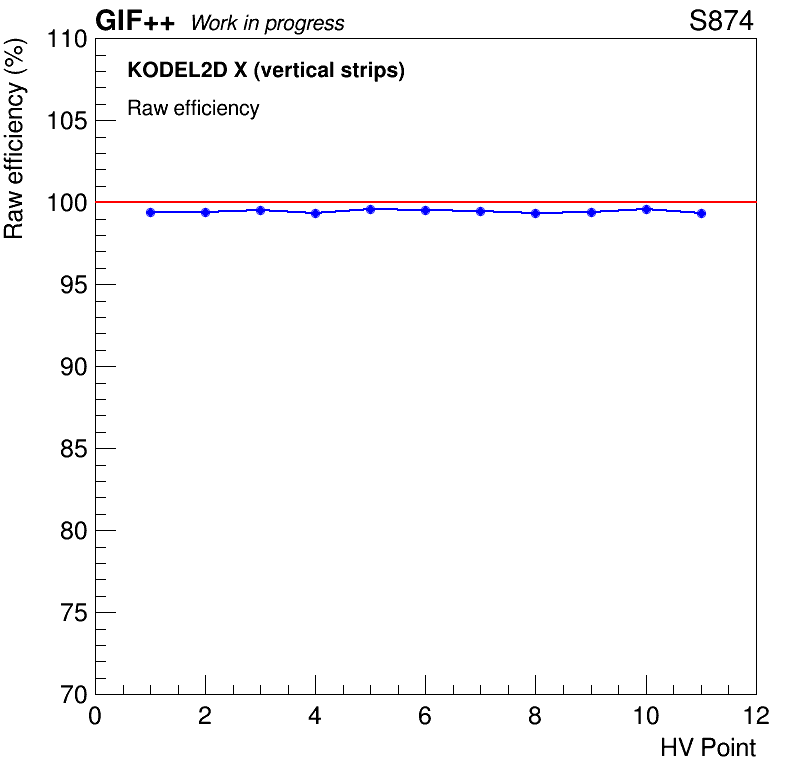 GIF++ Work in progress S874
Raw efficiency (%)
KODEL2D X (vertical strips)
Raw efficiency
110
105
100
95
90
85
80
75
70
0 2 4 6 8 10 12
HV Point